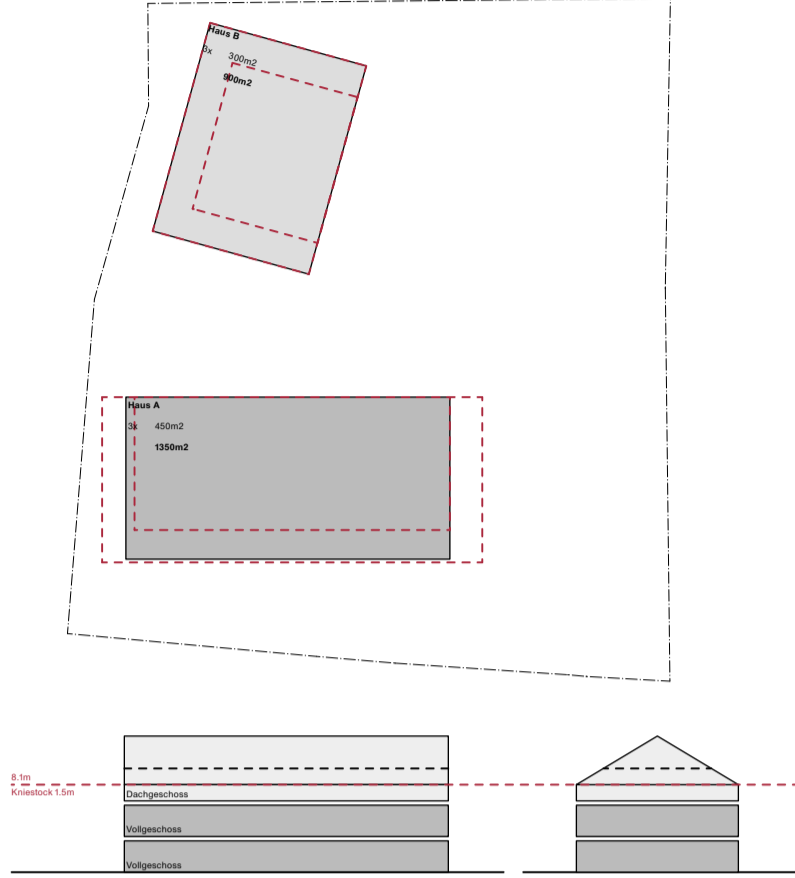 Haus B
3x 300m2
900m2
Haus A
3x 450m2
1350m2
8.1m
Kniestock 1.5m
Dachgeschoss
Vollgeschoss
Vollgeschoss